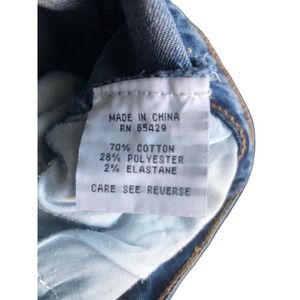 MADE IN CHINA
RN 65429
70% COTTON
28% POLYESTER
2% ELASTANE
CARE SEE REVERSE